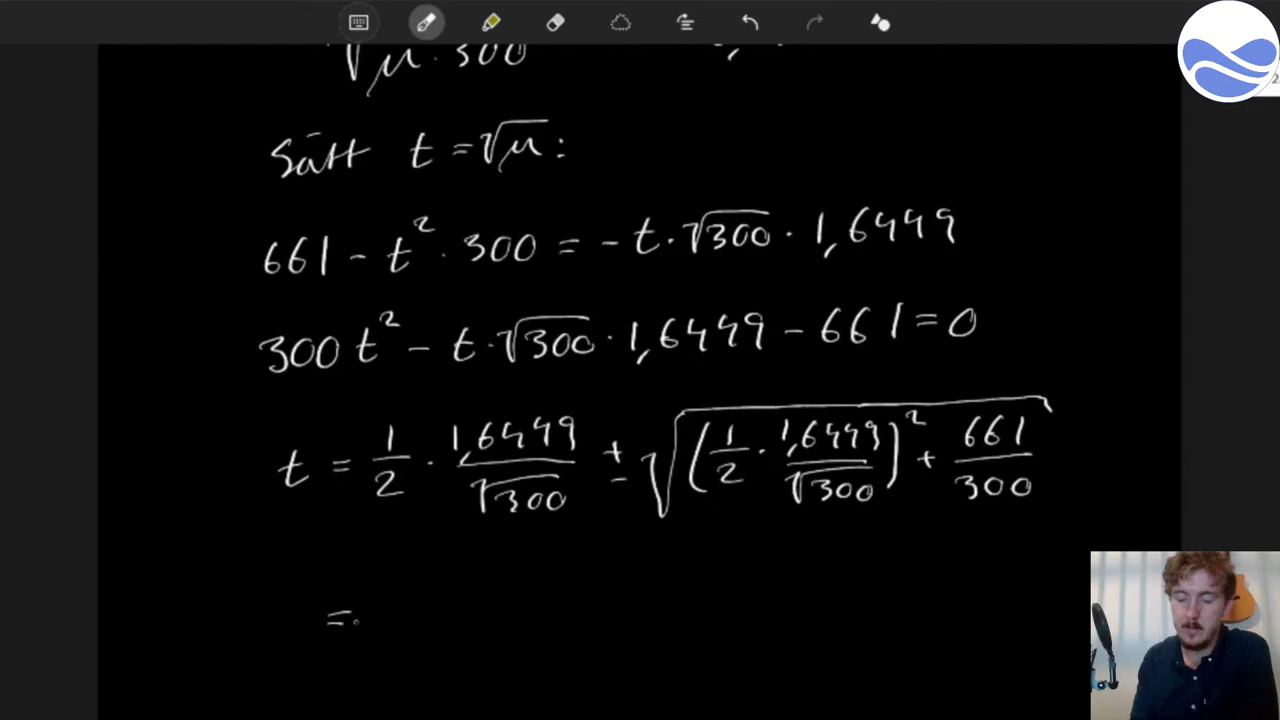 √μ · 300
Sätt t = √μ :
661 - t² · 300 = - t · √300 · 1,6449
300 t² - t · √300 · 1,6449 - 661 = 0
t = 1/2 · 1,6449/√300 ± √((1/2 · 1,6449/√300)² + 661/300)
=